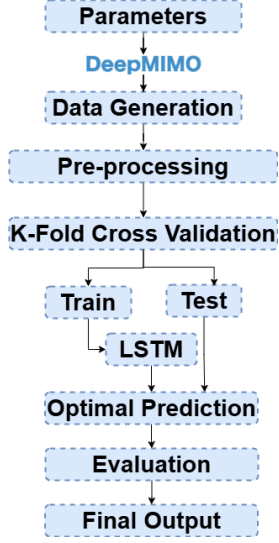 Parameters
DeepMIMO
Data Generation
Pre-processing
K-Fold Cross Validation
Train
Test
LSTM
Optimal Prediction
Evaluation
Final Output